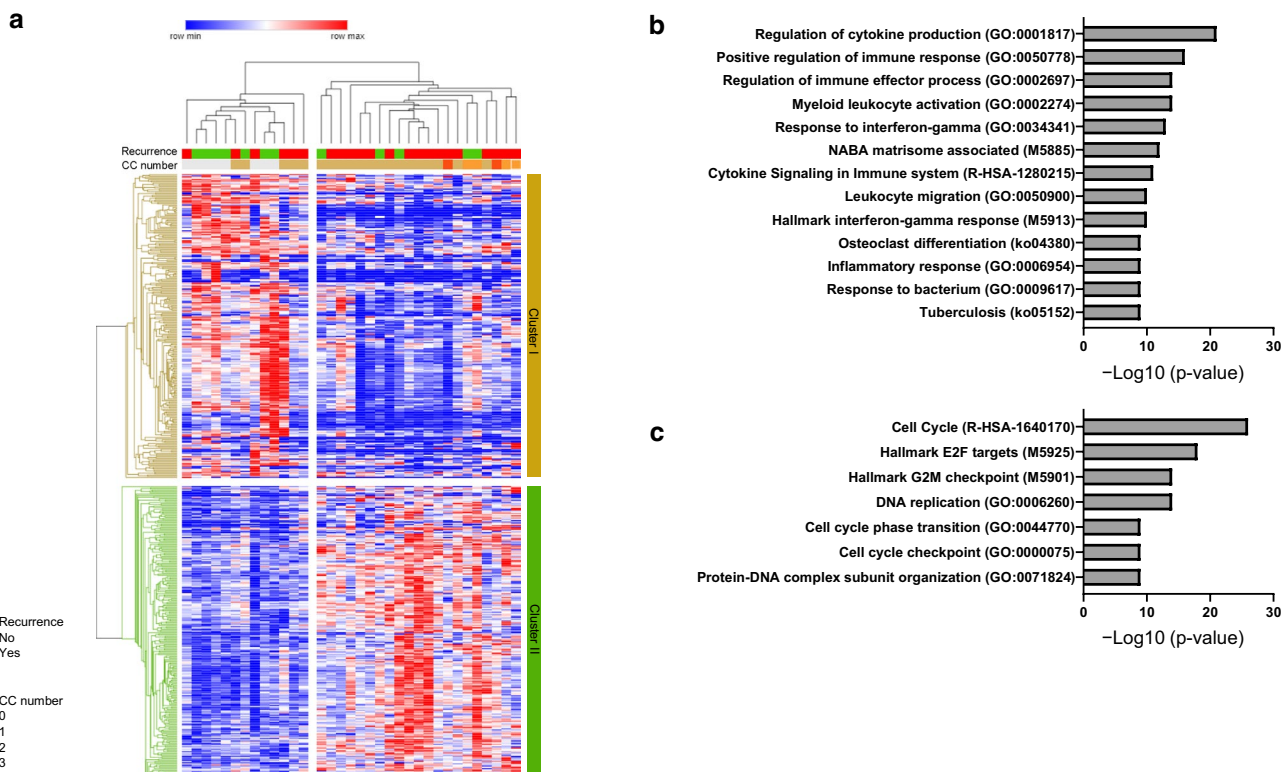 a
row min
row max
Recurrence
CC number
Cluster I
Cluster II
Recurrence
No
Yes
CC number
0
1
2
3
b
Regulation of cytokine production (GO:0001817)
Positive regulation of immune response (GO:0050778)
Regulation of immune effector process (GO:0002697)
Myeloid leukocyte activation (GO:0002274)
Response to interferon-gamma (GO:0034341)
NABA matrisome associated (M5885)
Cytokine Signaling in Immune system (R-HSA-1280215)
Leukocyte migration (GO:0050900)
Hallmark interferon-gamma response (M5913)
Osteoclast differentiation (ko04380)
Inflammatory response (GO:0006954)
Response to bacterium (GO:0009617)
Tuberculosis (ko05152)
0 10 20 30
−Log10 (p-value)
c
Cell Cycle (R-HSA-1640170)
Hallmark E2F targets (M5925)
Hallmark G2M checkpoint (M5901)
DNA replication (GO:0006260)
Cell cycle phase transition (GO:0044770)
Cell cycle checkpoint (GO:0000075)
Protein-DNA complex subunit organization (GO:0071824)
0 10 20 30
−Log10 (p-value)